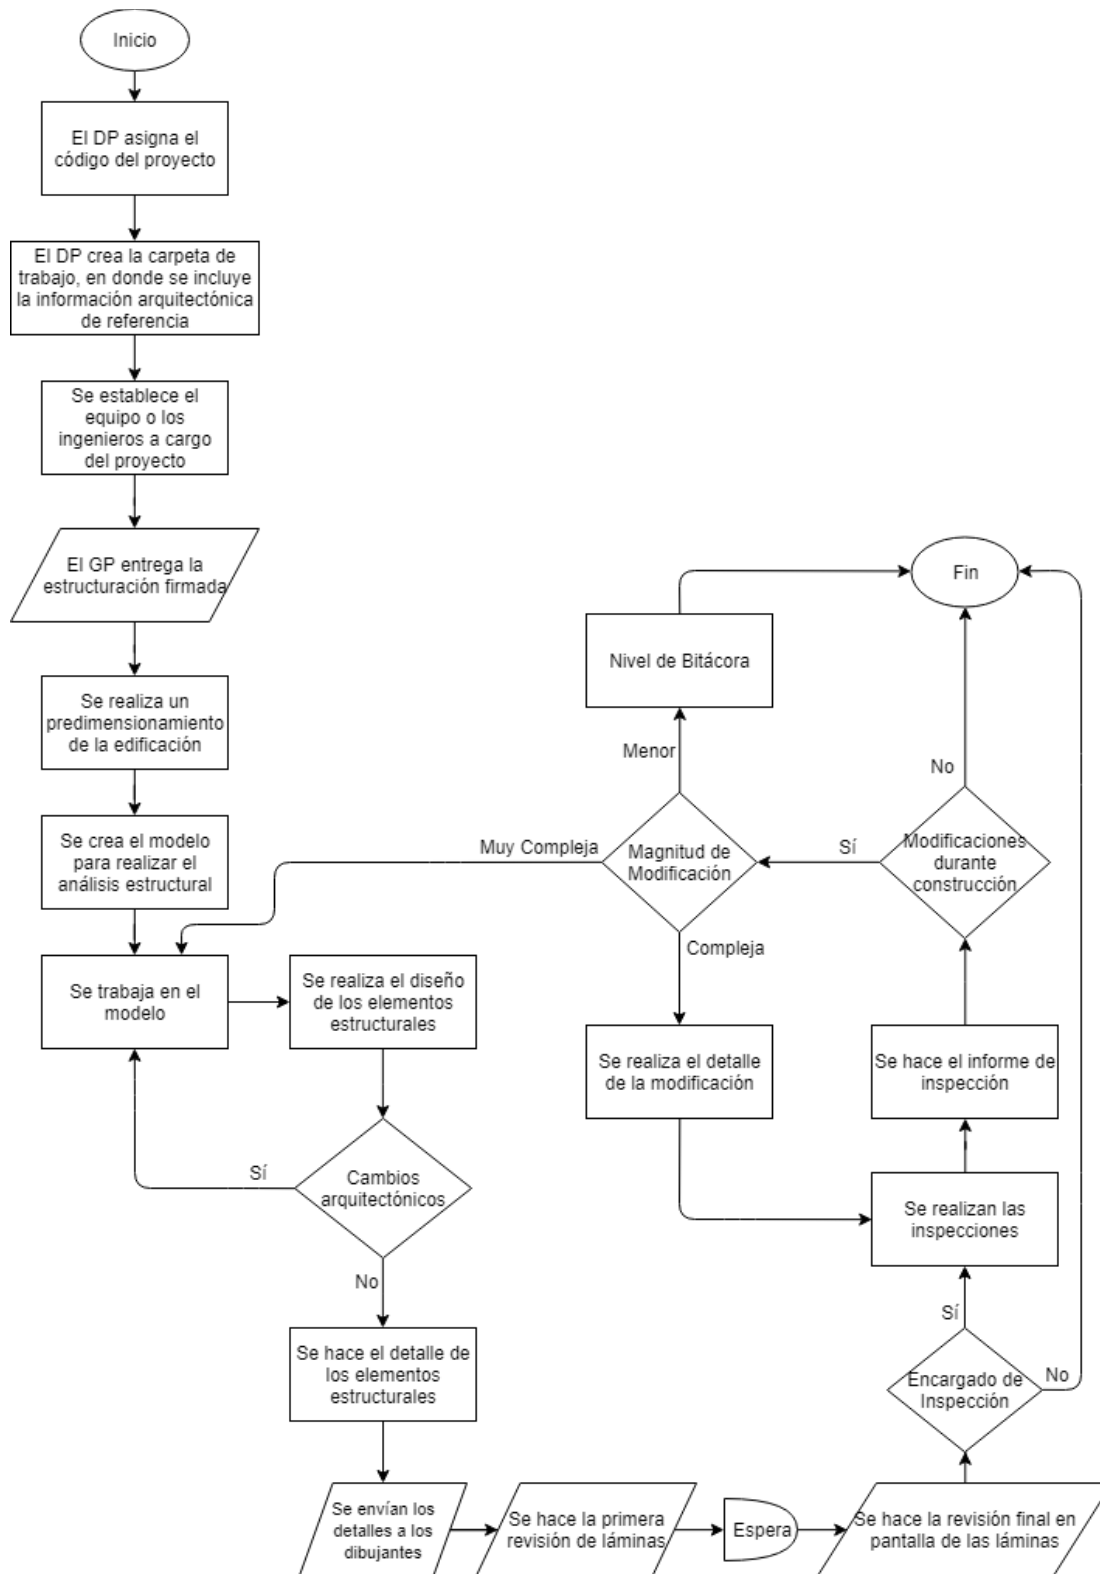 Inicio
El DP asigna el
código del proyecto
El DP crea la carpeta de
trabajo, en donde se incluye
la información arquitectónica
de referencia
Se establece el
equipo o los
ingenieros a cargo
del proyecto
El GP entrega la
estructuración firmada
Se realiza un
predimensionamiento
de la edificación
Se crea el modelo
para realizar el
análisis estructural
Se trabaja en el
modelo
Se realiza el diseño
de los elementos
estructurales
Cambios
arquitectónicos
Sí
No
Se hace el detalle de
los elementos
estructurales
Se envían los
detalles a los
dibujantes
Se hace la primera
revisión de láminas
Espera
Se hace la revisión final en
pantalla de las láminas
Encargado de
Inspección
No
Sí
Se realizan las
inspecciones
Se hace el informe de
inspección
Modificaciones
durante
construcción
No
Sí
Magnitud de
Modificación
Menor
Muy Compleja
Compleja
Nivel de Bitácora
Se realiza el detalle
de la modificación
Fin